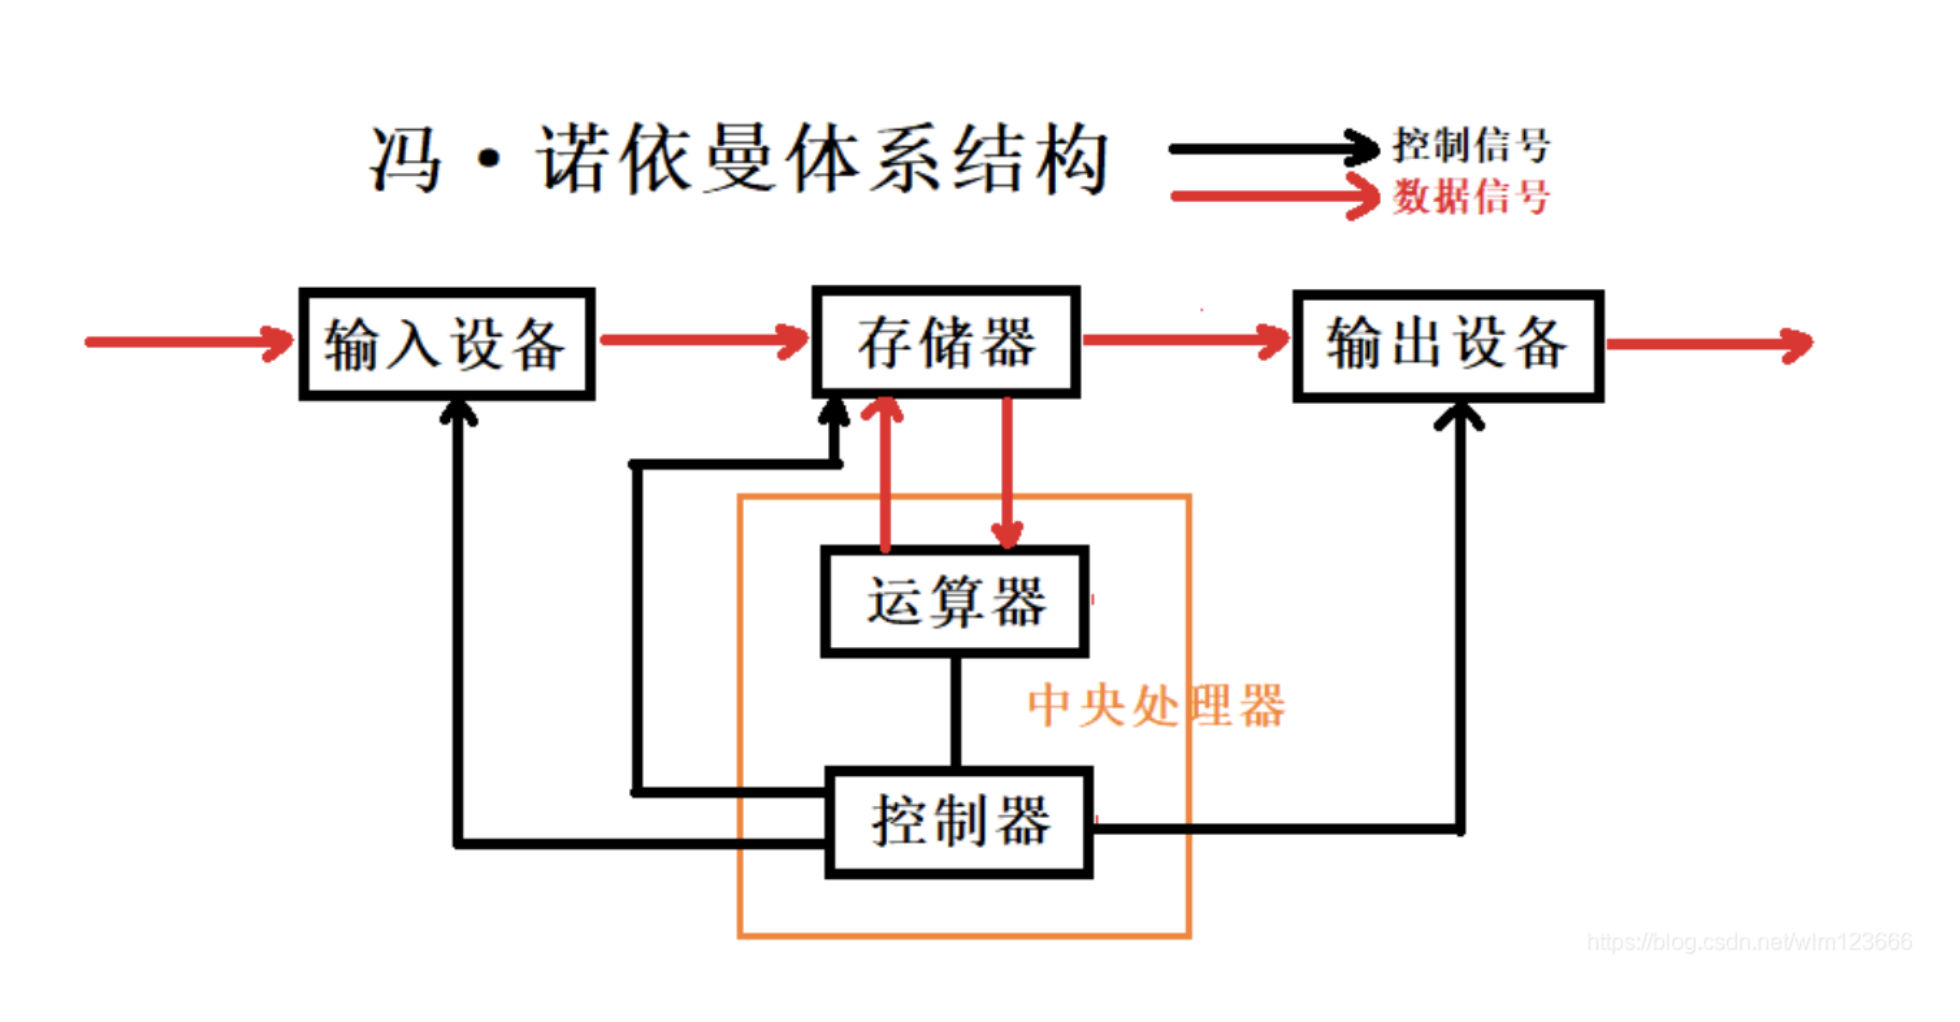 冯·诺依曼体系结构
控制信号
数据信号
输入设备
存储器
输出设备
运算器
中央处理器
控制器
https://blog.csdn.net/wlm123666